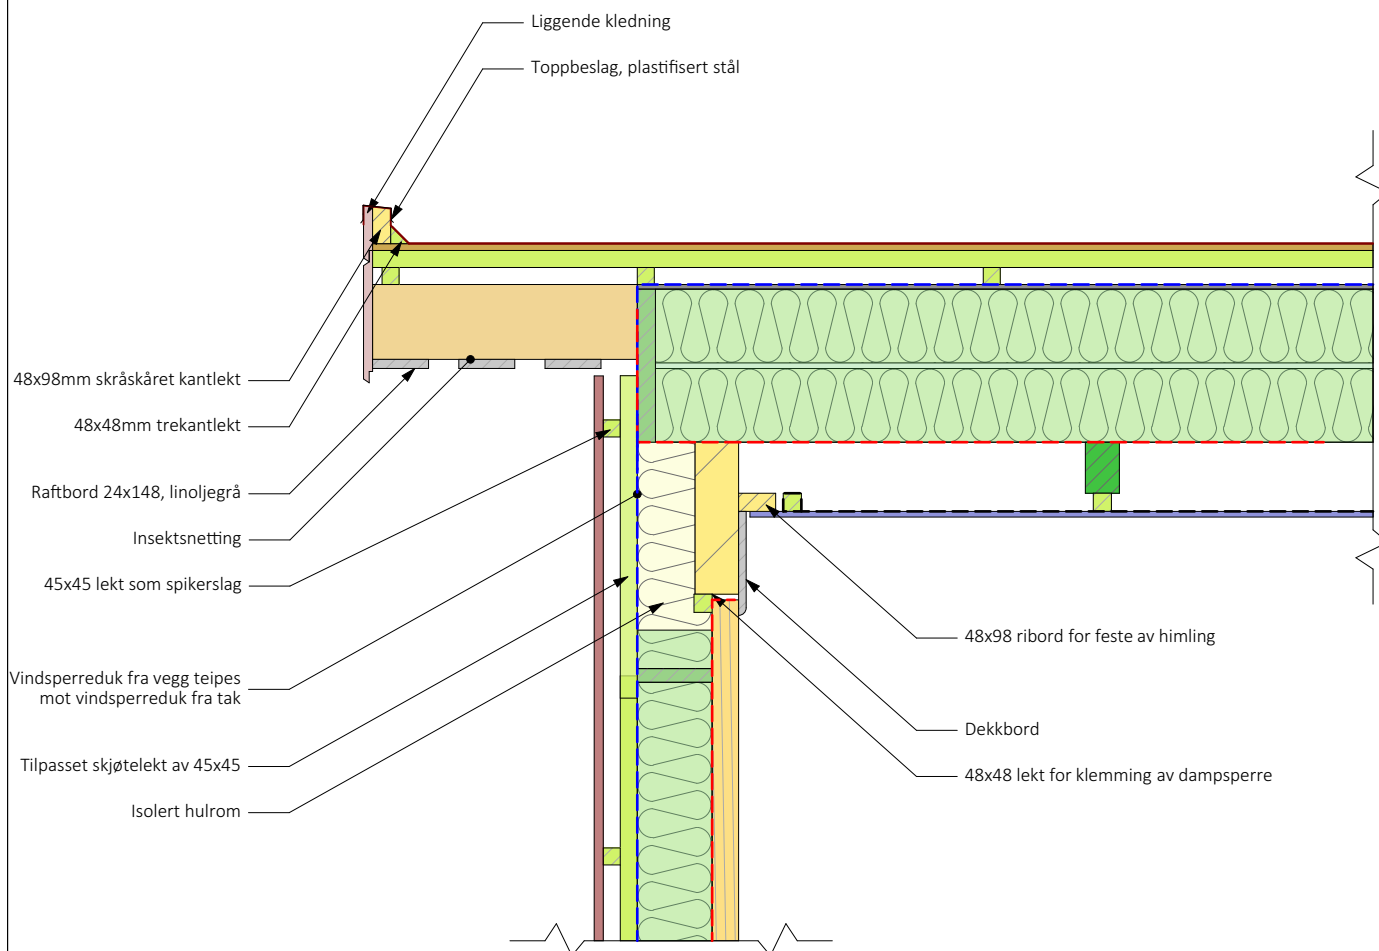 Liggende kledning
Toppbeslag, plastifisert stål
48x98mm skråskåret kantlekt
48x48mm trekantlekt
Raftbord 24x148, linoljegrå
Insektsnetting
45x45 lekt som spikerslag
Vindsperreduk fra vegg teipes
mot vindsperreduk fra tak
Tilpasset skjøtelekt av 45x45
Isolert hulrom
48x98 ribord for feste av himling
Dekkbord
48x48 lekt for klemming av dampsperre